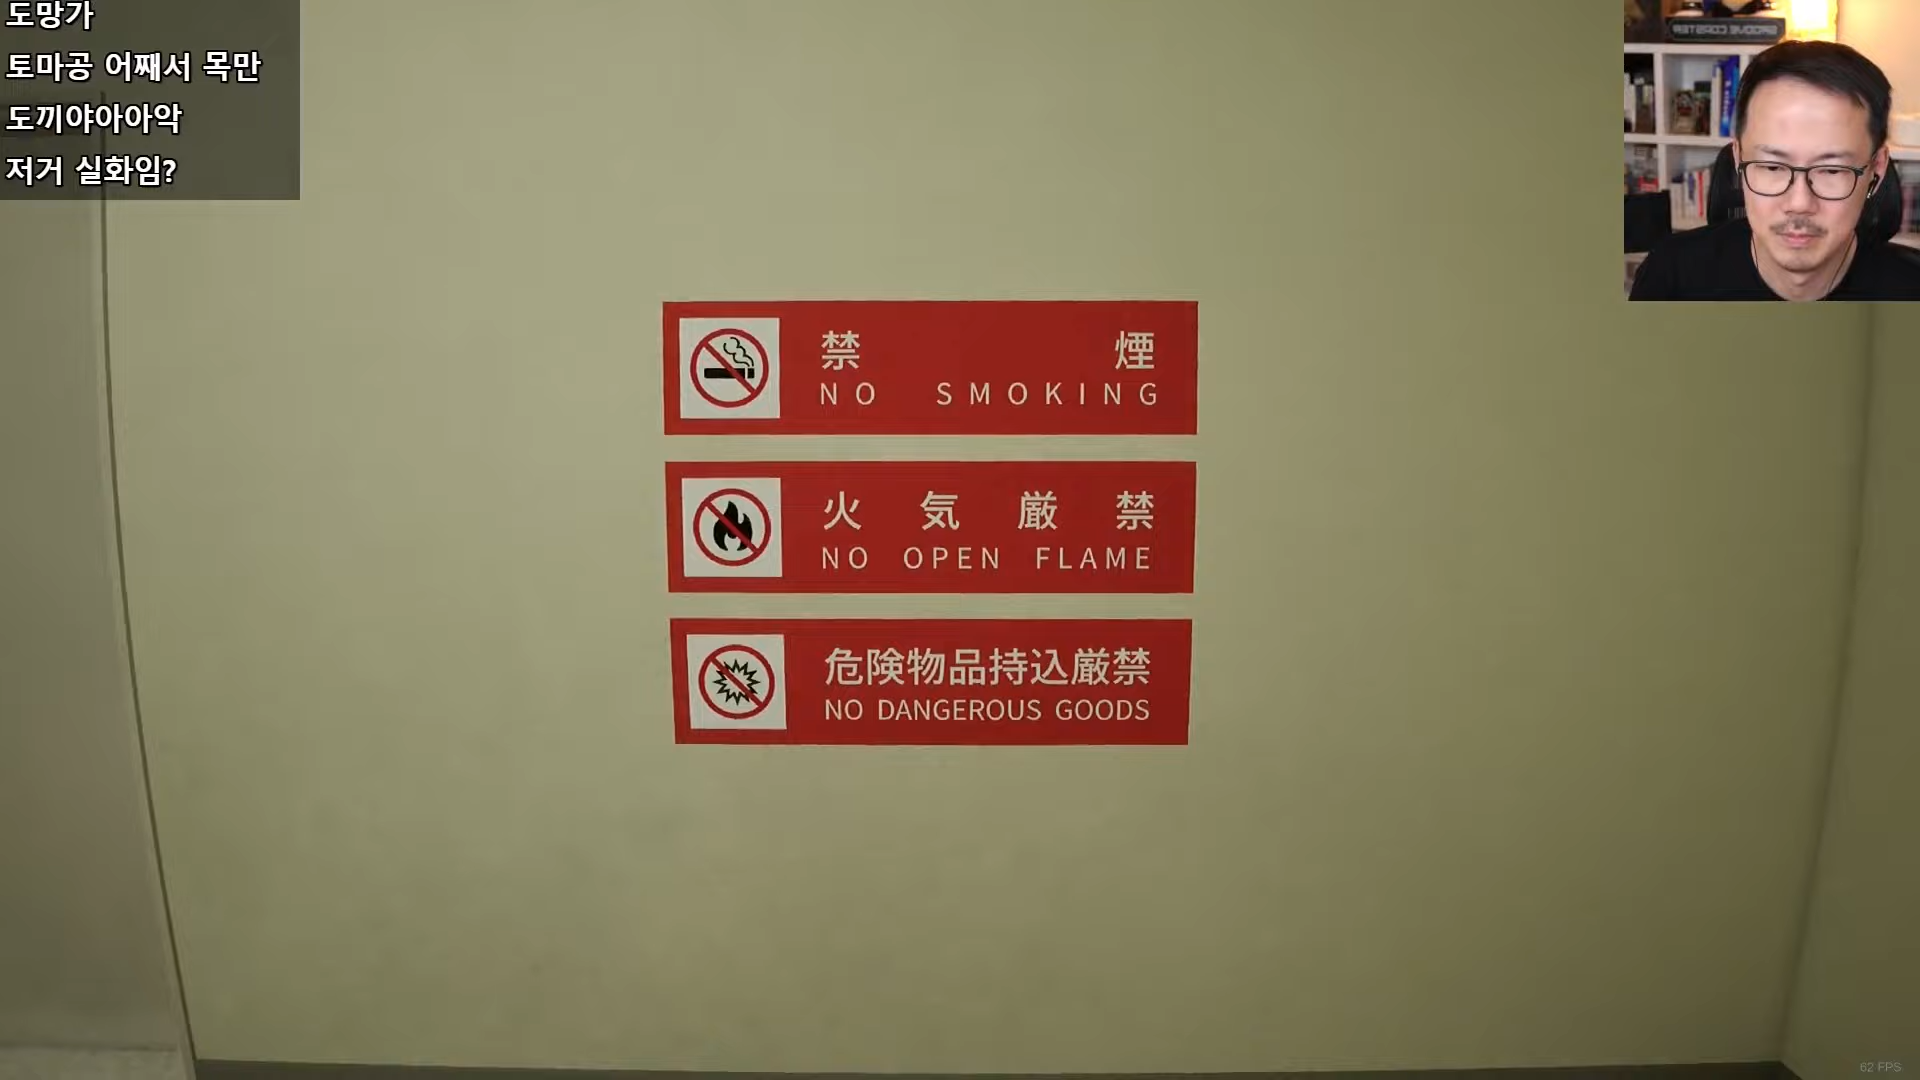 도망가
토마공 어째서 목만
도끼야아아악
저거 실화임?
禁煙
NO SMOKING
火気厳禁
NO OPEN FLAME
危険物品持込厳禁
NO DANGEROUS GOODS
62 FPS